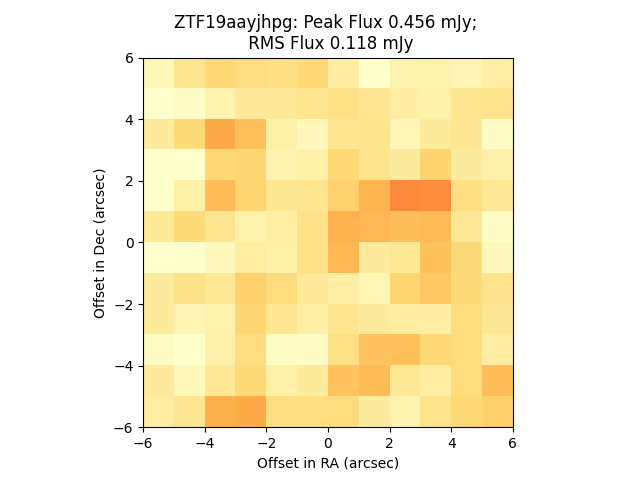 ZTF19aayjhpg: Peak Flux 0.456 mJy;
RMS Flux 0.118 mJy
6
4
2
0
−2
−4
−6
Offset in Dec (arcsec)
−6 −4 −2 0 2 4 6
Offset in RA (arcsec)